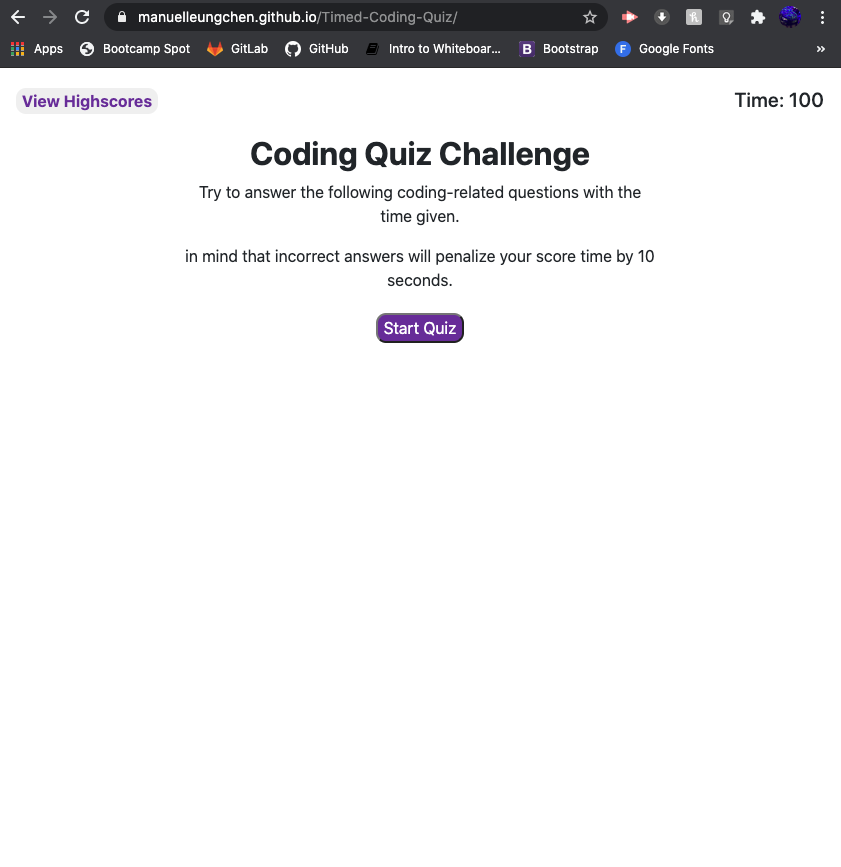 manuelleungchen.github.io/Timed-Coding-Quiz/
Apps Bootcamp Spot GitLab GitHub Intro to Whiteboar... B Bootstrap F Google Fonts »
View Highscores Time: 100
Coding Quiz Challenge
Try to answer the following coding-related questions with the
time given.
in mind that incorrect answers will penalize your score time by 10
seconds.
Start Quiz